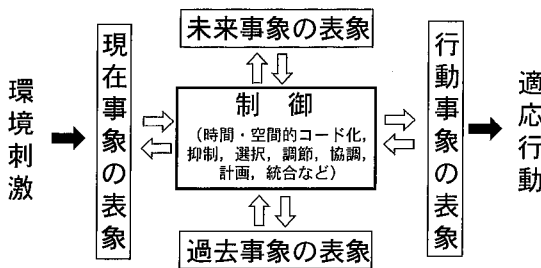 未来事象の表象
環境刺激
現在事象の表象
制御
（時間・空間的コード化，
抑制，選択，調節，協調，
計画，統合など）
行動事象の表象
適応行動
過去事象の表象